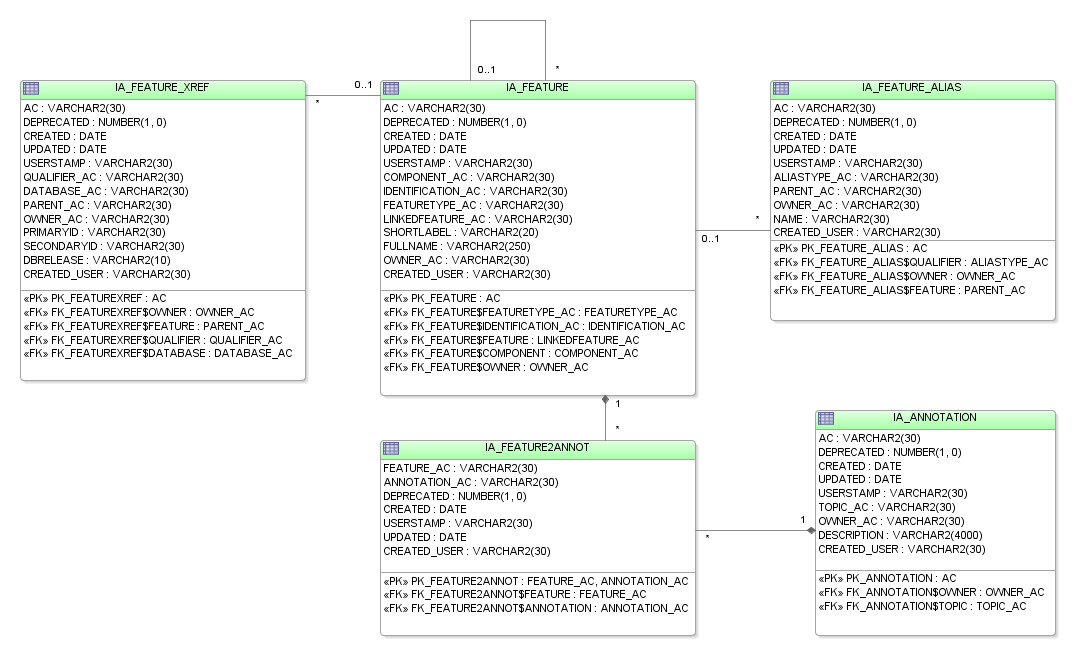 0..1
*
IA_FEATURE_XREF
AC : VARCHAR2(30)
DEPRECATED : NUMBER(1, 0)
CREATED : DATE
UPDATED : DATE
USERSTAMP : VARCHAR2(30)
QUALIFIER_AC : VARCHAR2(30)
DATABASE_AC : VARCHAR2(30)
PARENT_AC : VARCHAR2(30)
OWNER_AC : VARCHAR2(30)
PRIMARYID : VARCHAR2(30)
SECONDARYID : VARCHAR2(30)
DBRELEASE : VARCHAR2(10)
CREATED_USER : VARCHAR2(30)
«PK» PK_FEATUREXREF : AC
«FK» FK_FEATUREXREF$OWNER : OWNER_AC
«FK» FK_FEATUREXREF$FEATURE : PARENT_AC
«FK» FK_FEATUREXREF$QUALIFIER : QUALIFIER_AC
«FK» FK_FEATUREXREF$DATABASE : DATABASE_AC
0..1
*
IA_FEATURE
AC : VARCHAR2(30)
DEPRECATED : NUMBER(1, 0)
CREATED : DATE
UPDATED : DATE
USERSTAMP : VARCHAR2(30)
COMPONENT_AC : VARCHAR2(30)
IDENTIFICATION_AC : VARCHAR2(30)
FEATURETYPE_AC : VARCHAR2(30)
LINKEDFEATURE_AC : VARCHAR2(30)
SHORTLABEL : VARCHAR2(20)
FULLNAME : VARCHAR2(250)
OWNER_AC : VARCHAR2(30)
CREATED_USER : VARCHAR2(30)
«PK» PK_FEATURE : AC
«FK» FK_FEATURE$FEATURETYPE_AC : FEATURETYPE_AC
«FK» FK_FEATURE$IDENTIFICATION_AC : IDENTIFICATION_AC
«FK» FK_FEATURE$FEATURE : LINKEDFEATURE_AC
«FK» FK_FEATURE$COMPONENT : COMPONENT_AC
«FK» FK_FEATURE$OWNER : OWNER_AC
*
0..1
IA_FEATURE_ALIAS
AC : VARCHAR2(30)
DEPRECATED : NUMBER(1, 0)
CREATED : DATE
UPDATED : DATE
USERSTAMP : VARCHAR2(30)
ALIASTYPE_AC : VARCHAR2(30)
PARENT_AC : VARCHAR2(30)
OWNER_AC : VARCHAR2(30)
NAME : VARCHAR2(30)
CREATED_USER : VARCHAR2(30)
«PK» PK_FEATURE_ALIAS : AC
«FK» FK_FEATURE_ALIAS$QUALIFIER : ALIASTYPE_AC
«FK» FK_FEATURE_ALIAS$OWNER : OWNER_AC
«FK» FK_FEATURE_ALIAS$FEATURE : PARENT_AC
1
*
IA_FEATURE2ANNOT
FEATURE_AC : VARCHAR2(30)
ANNOTATION_AC : VARCHAR2(30)
DEPRECATED : NUMBER(1, 0)
CREATED : DATE
USERSTAMP : VARCHAR2(30)
UPDATED : DATE
CREATED_USER : VARCHAR2(30)
«PK» PK_FEATURE2ANNOT : FEATURE_AC, ANNOTATION_AC
«FK» FK_FEATURE2ANNOT$FEATURE : FEATURE_AC
«FK» FK_FEATURE2ANNOT$ANNOTATION : ANNOTATION_AC
1
*
IA_ANNOTATION
AC : VARCHAR2(30)
DEPRECATED : NUMBER(1, 0)
CREATED : DATE
UPDATED : DATE
USERSTAMP : VARCHAR2(30)
TOPIC_AC : VARCHAR2(30)
OWNER_AC : VARCHAR2(30)
DESCRIPTION : VARCHAR2(4000)
CREATED_USER : VARCHAR2(30)
«PK» PK_ANNOTATION : AC
«FK» FK_ANNOTATION$OWNER : OWNER_AC
«FK» FK_ANNOTATION$TOPIC : TOPIC_AC